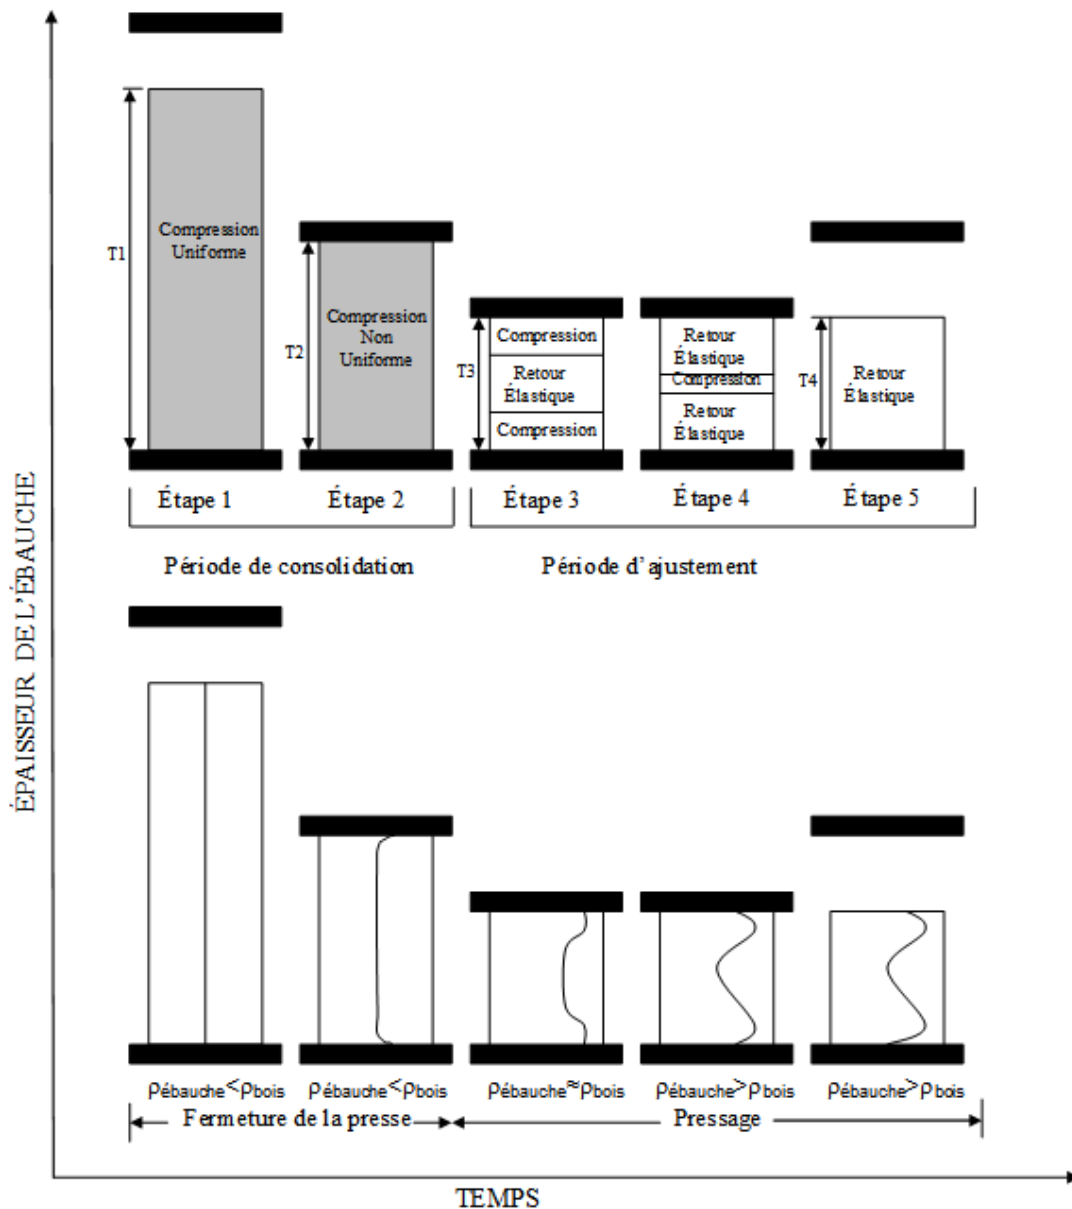 ÉPAISSEUR DE L'ÉBAUCHE
T1
Compression
Uniforme
T2
Compression
Non
Uniforme
T3
Compression
Retour
Élastique
Compression
Retour
Élastique
Compression
Retour
Élastique
T4
Retour
Élastique
Étape 1
Étape 2
Étape 3
Étape 4
Étape 5
Période de consolidation
Période d'ajustement
ρébauche<ρbois
ρébauche<ρbois
ρébauche≈ρbois
ρébauche>ρbois
ρébauche>ρbois
Fermeture de la presse
Pressage
TEMPS